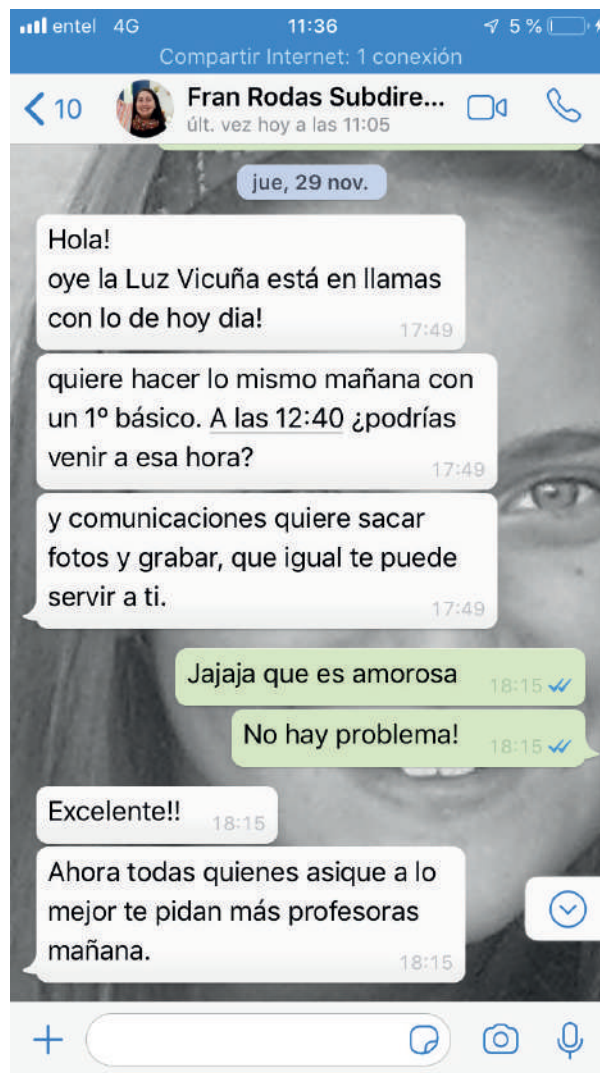 entel 4G 11:36 5 %
Compartir Internet: 1 conexión
10 Fran Rodas Subdire...
últ. vez hoy a las 11:05
jue, 29 nov.
Hola!
oye la Luz Vicuña está en llamas
con lo de hoy dia!
17:49
quiere hacer lo mismo mañana con
un 1º básico. A las 12:40 ¿podrías
venir a esa hora?
17:49
y comunicaciones quiere sacar
fotos y grabar, que igual te puede
servir a ti.
17:49
Jajaja que es amorosa 18:15
No hay problema! 18:15
Excelente!! 18:15
Ahora todas quienes asique a lo
mejor te pidan más profesoras
mañana.
18:15